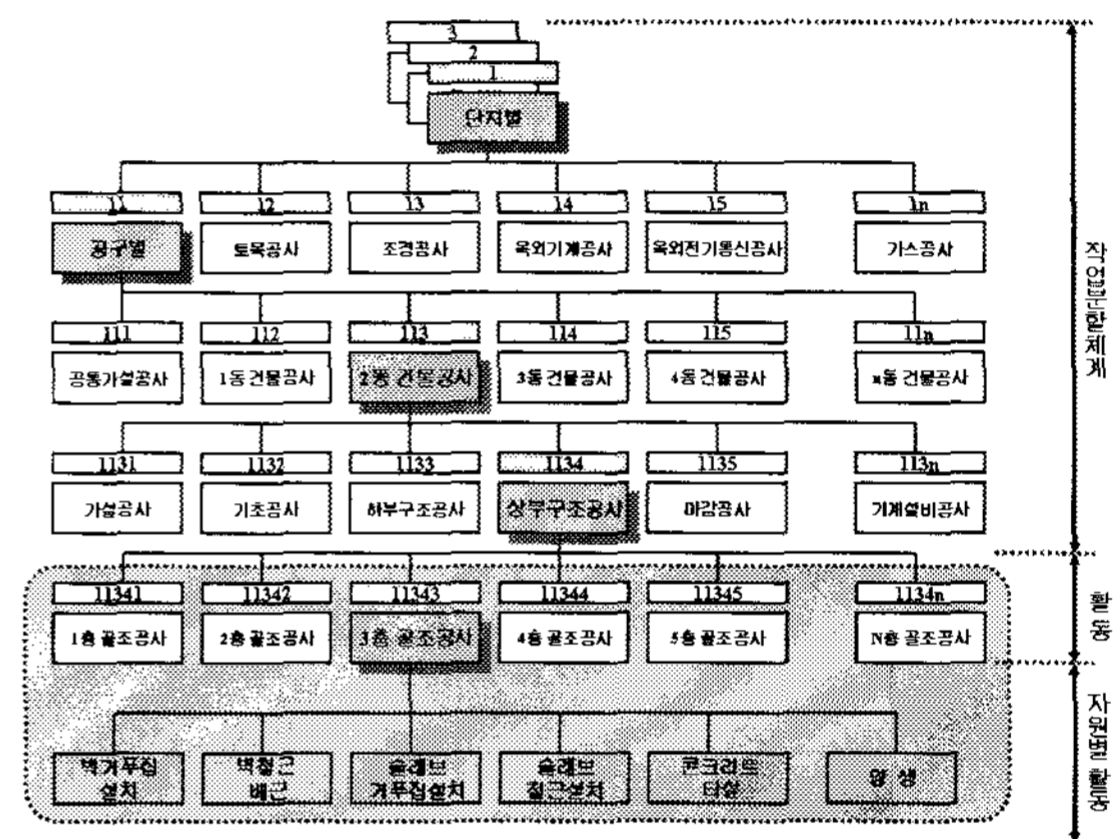 3
2
1
단지별
11 12 13 14 15 1n
공구별 토목공사 조경공사 옥외기계공사 옥외전기통신공사 가스공사
111 112 113 114 115 11n
공통가설공사 1동 건물공사 2동 건물공사 3동 건물공사 4동 건물공사 n동 건물공사
1131 1132 1133 1134 1135 113n
가설공사 기초공사 하부구조공사 상부구조공사 마감공사 기계설비공사
11341 11342 11343 11344 11345 1134n
1층 골조공사 2층 골조공사 3층 골조공사 4층 골조공사 5층 골조공사 N층 골조공사
벽거푸집 벽철근 슬래브 슬래브 콘크리트 양 생
설치 배근 거푸집설치 철근설치 타설
작업분할체계
활 동
자원별 활동